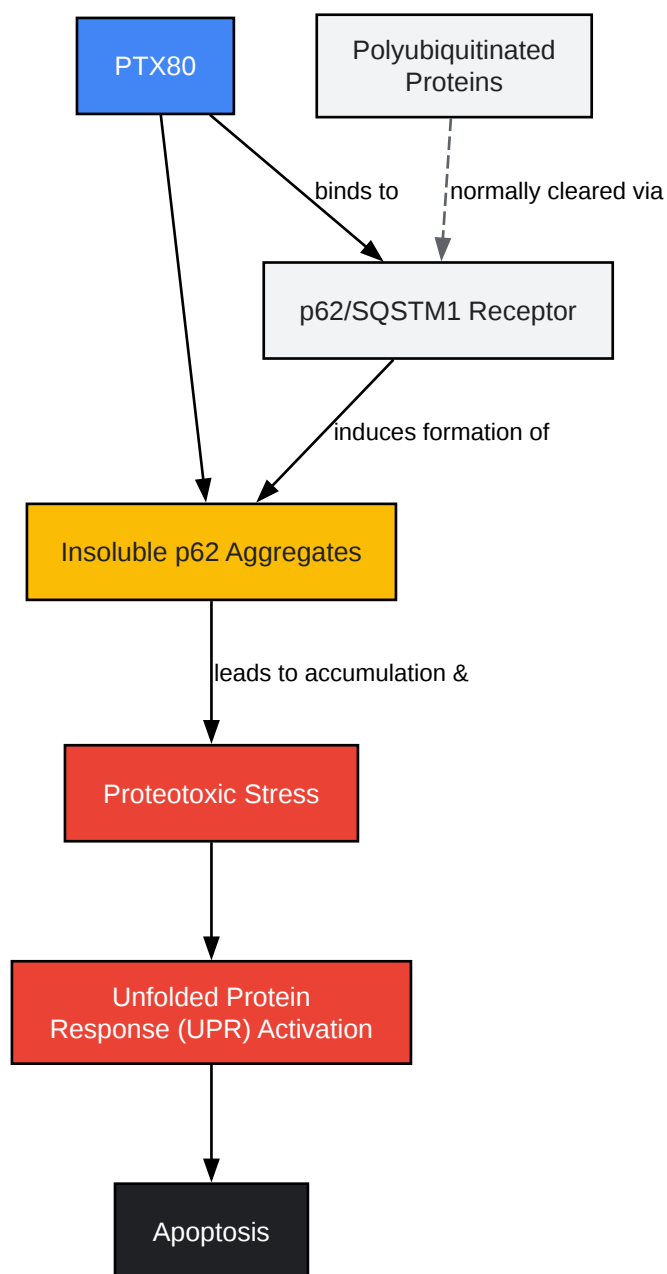 PTX80
Polyubiquitinated
Proteins
binds to
normally cleared via
p62/SQSTM1 Receptor
induces formation of
Insoluble p62 Aggregates
leads to accumulation &
Proteotoxic Stress
Unfolded Protein
Response (UPR) Activation
Apoptosis